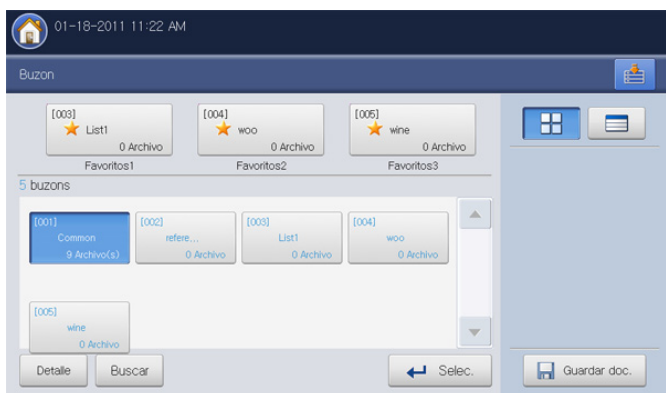 01-18-2011 11:22 AM
Buzon
[003]
List1
0 Archivo
Favoritos1
[004]
woo
0 Archivo
Favoritos2
[005]
wine
0 Archivo
Favoritos3
5 buzons
[001]
Common
9 Archivo(s)
[002]
refere...
0 Archivo
[003]
List1
0 Archivo
[004]
woo
0 Archivo
[005]
wine
0 Archivo
Detalle
Buscar
Selec.
Guardar doc.